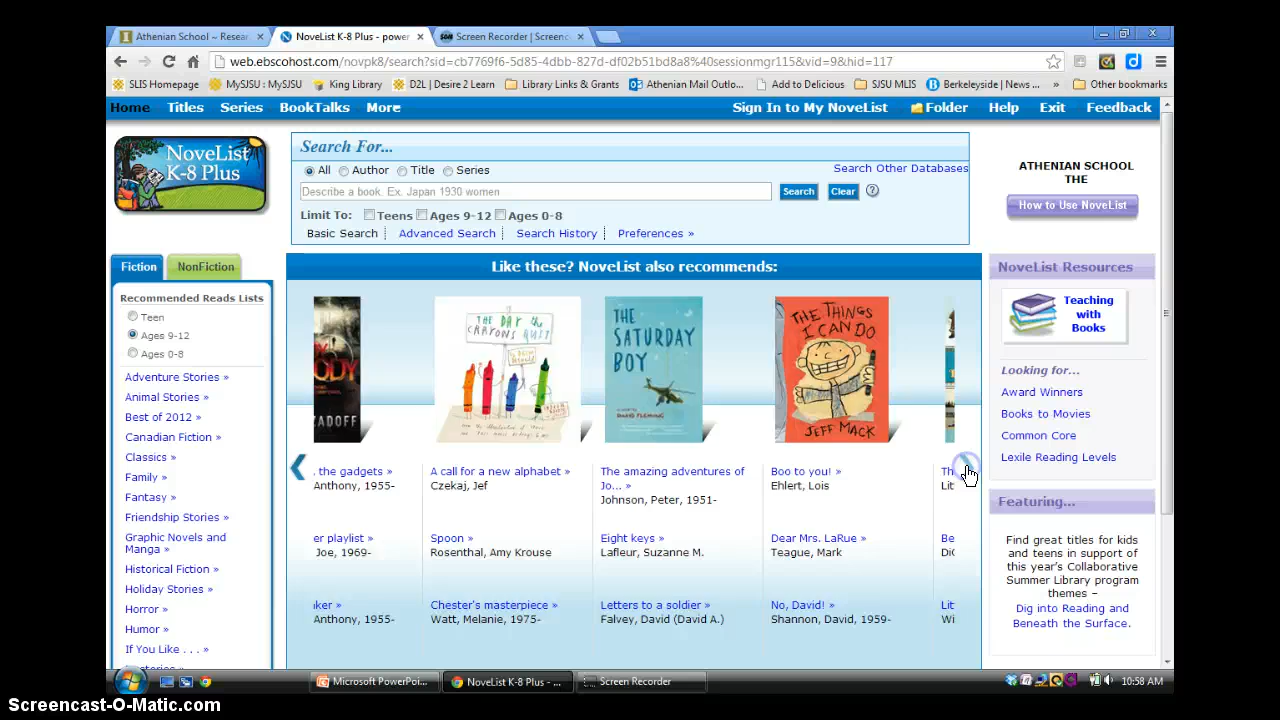 Athenian School ~ Resear
NoveList K-8 Plus - power
Screen Recorder | Screenc
web.ebscohost.com/novpk8/search?sid=cb6769f6-5d85-4dbb-827d-df02b51bd8a8%40sessionmgr115&vid=9&hid=117
SLIS Homepage
MySJSU : MySJSU
King Library
D2L | Desire 2 Learn
Library Links & Grants
Athenian Mail Outlo...
Add to Delicious
SJSU MLIS
Berkeleyside | News ...
»
Other bookmarks
Home Titles Series BookTalks More
Sign In to My NoveList Folder Help Exit Feedback
NoveList
K-8 Plus
Search For...
All Author Title Series
Search Other Databases
Describe a book. Ex. Japan 1930 women
Search Clear ?
Limit To: Teens Ages 9-12 Ages 0-8
Basic Search Advanced Search Search History Preferences »
ATHENIAN SCHOOL
THE
How to Use NoveList
Fiction NonFiction
Recommended Reads Lists
Teen
Ages 9-12
Ages 0-8
Adventure Stories »
Animal Stories »
Best of 2012 »
Canadian Fiction »
Classics »
Family »
Fantasy »
Friendship Stories »
Graphic Novels and
Manga »
Historical Fiction »
Holiday Stories »
Horror »
Humor »
If You Like . . . »
Like these? NoveList also recommends:
ODY
ZADOFF
THE DAY the
CRAYONS QUIT
THE
SATURDAY
BOY
DAVID FLEMING
THE THINGS
I CAN DO
JEFF MACK
. the gadgets »
Anthony, 1955-
A call for a new alphabet »
Czekaj, Jef
The amazing adventures of
Jo... »
Johnson, Peter, 1951-
Boo to you! »
Ehlert, Lois
Th
Lit
er playlist »
Joe, 1969-
Spoon »
Rosenthal, Amy Krouse
Eight keys »
Lafleur, Suzanne M.
Dear Mrs. LaRue »
Teague, Mark
Be
DiC
aker »
Anthony, 1955-
Chester's masterpiece »
Watt, Melanie, 1975-
Letters to a soldier »
Falvey, David (David A.)
No, David! »
Shannon, David, 1959-
Lit
Wi
NoveList Resources
Teaching
with
Books
Looking for...
Award Winners
Books to Movies
Common Core
Lexile Reading Levels
Featuring...
Find great titles for kids
and teens in support of
this year's Collaborative
Summer Library program
themes –
Dig into Reading and
Beneath the Surface.
Microsoft PowerPoi...
NoveList K-8 Plus - ...
Screen Recorder
10:58 AM
Screencast-O-Matic.com